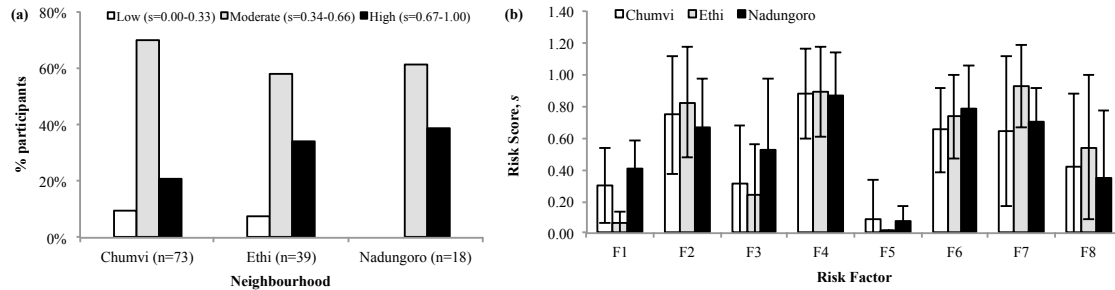 (a)
Low (s=0.00-0.33) Moderate (s=0.34-0.66) High (s=0.67-1.00)
80%
60%
40%
20%
0%
% participants
Chumvi (n=73) Ethi (n=39) Nadungoro (n=18)
Neighbourhood
(b)
Chumvi Ethi Nadungoro
1.40
1.20
1.00
0.80
0.60
0.40
0.20
0.00
Risk Score, s
F1 F2 F3 F4 F5 F6 F7 F8
Risk Factor